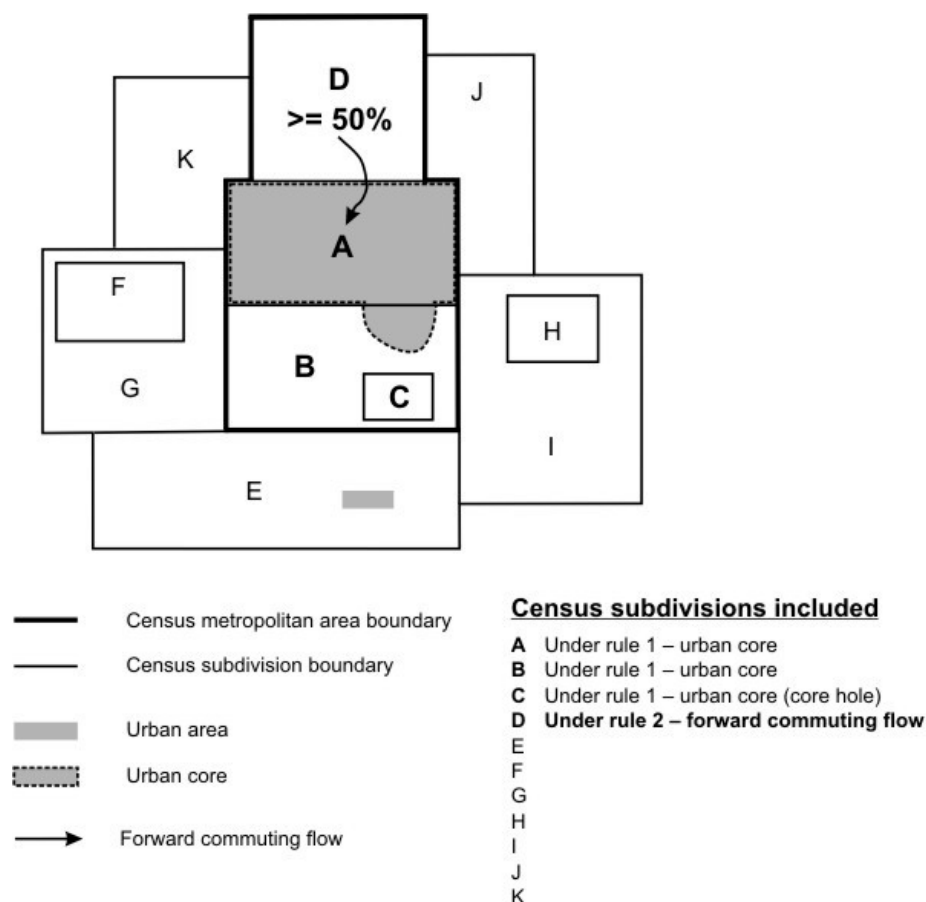 D
>= 50%
J
K
A
F
H
B
G
C
I
E
Census metropolitan area boundary
Census subdivision boundary
Urban area
Urban core
Forward commuting flow
Census subdivisions included
A Under rule 1 – urban core
B Under rule 1 – urban core
C Under rule 1 – urban core (core hole)
D Under rule 2 – forward commuting flow
E
F
G
H
I
J
K